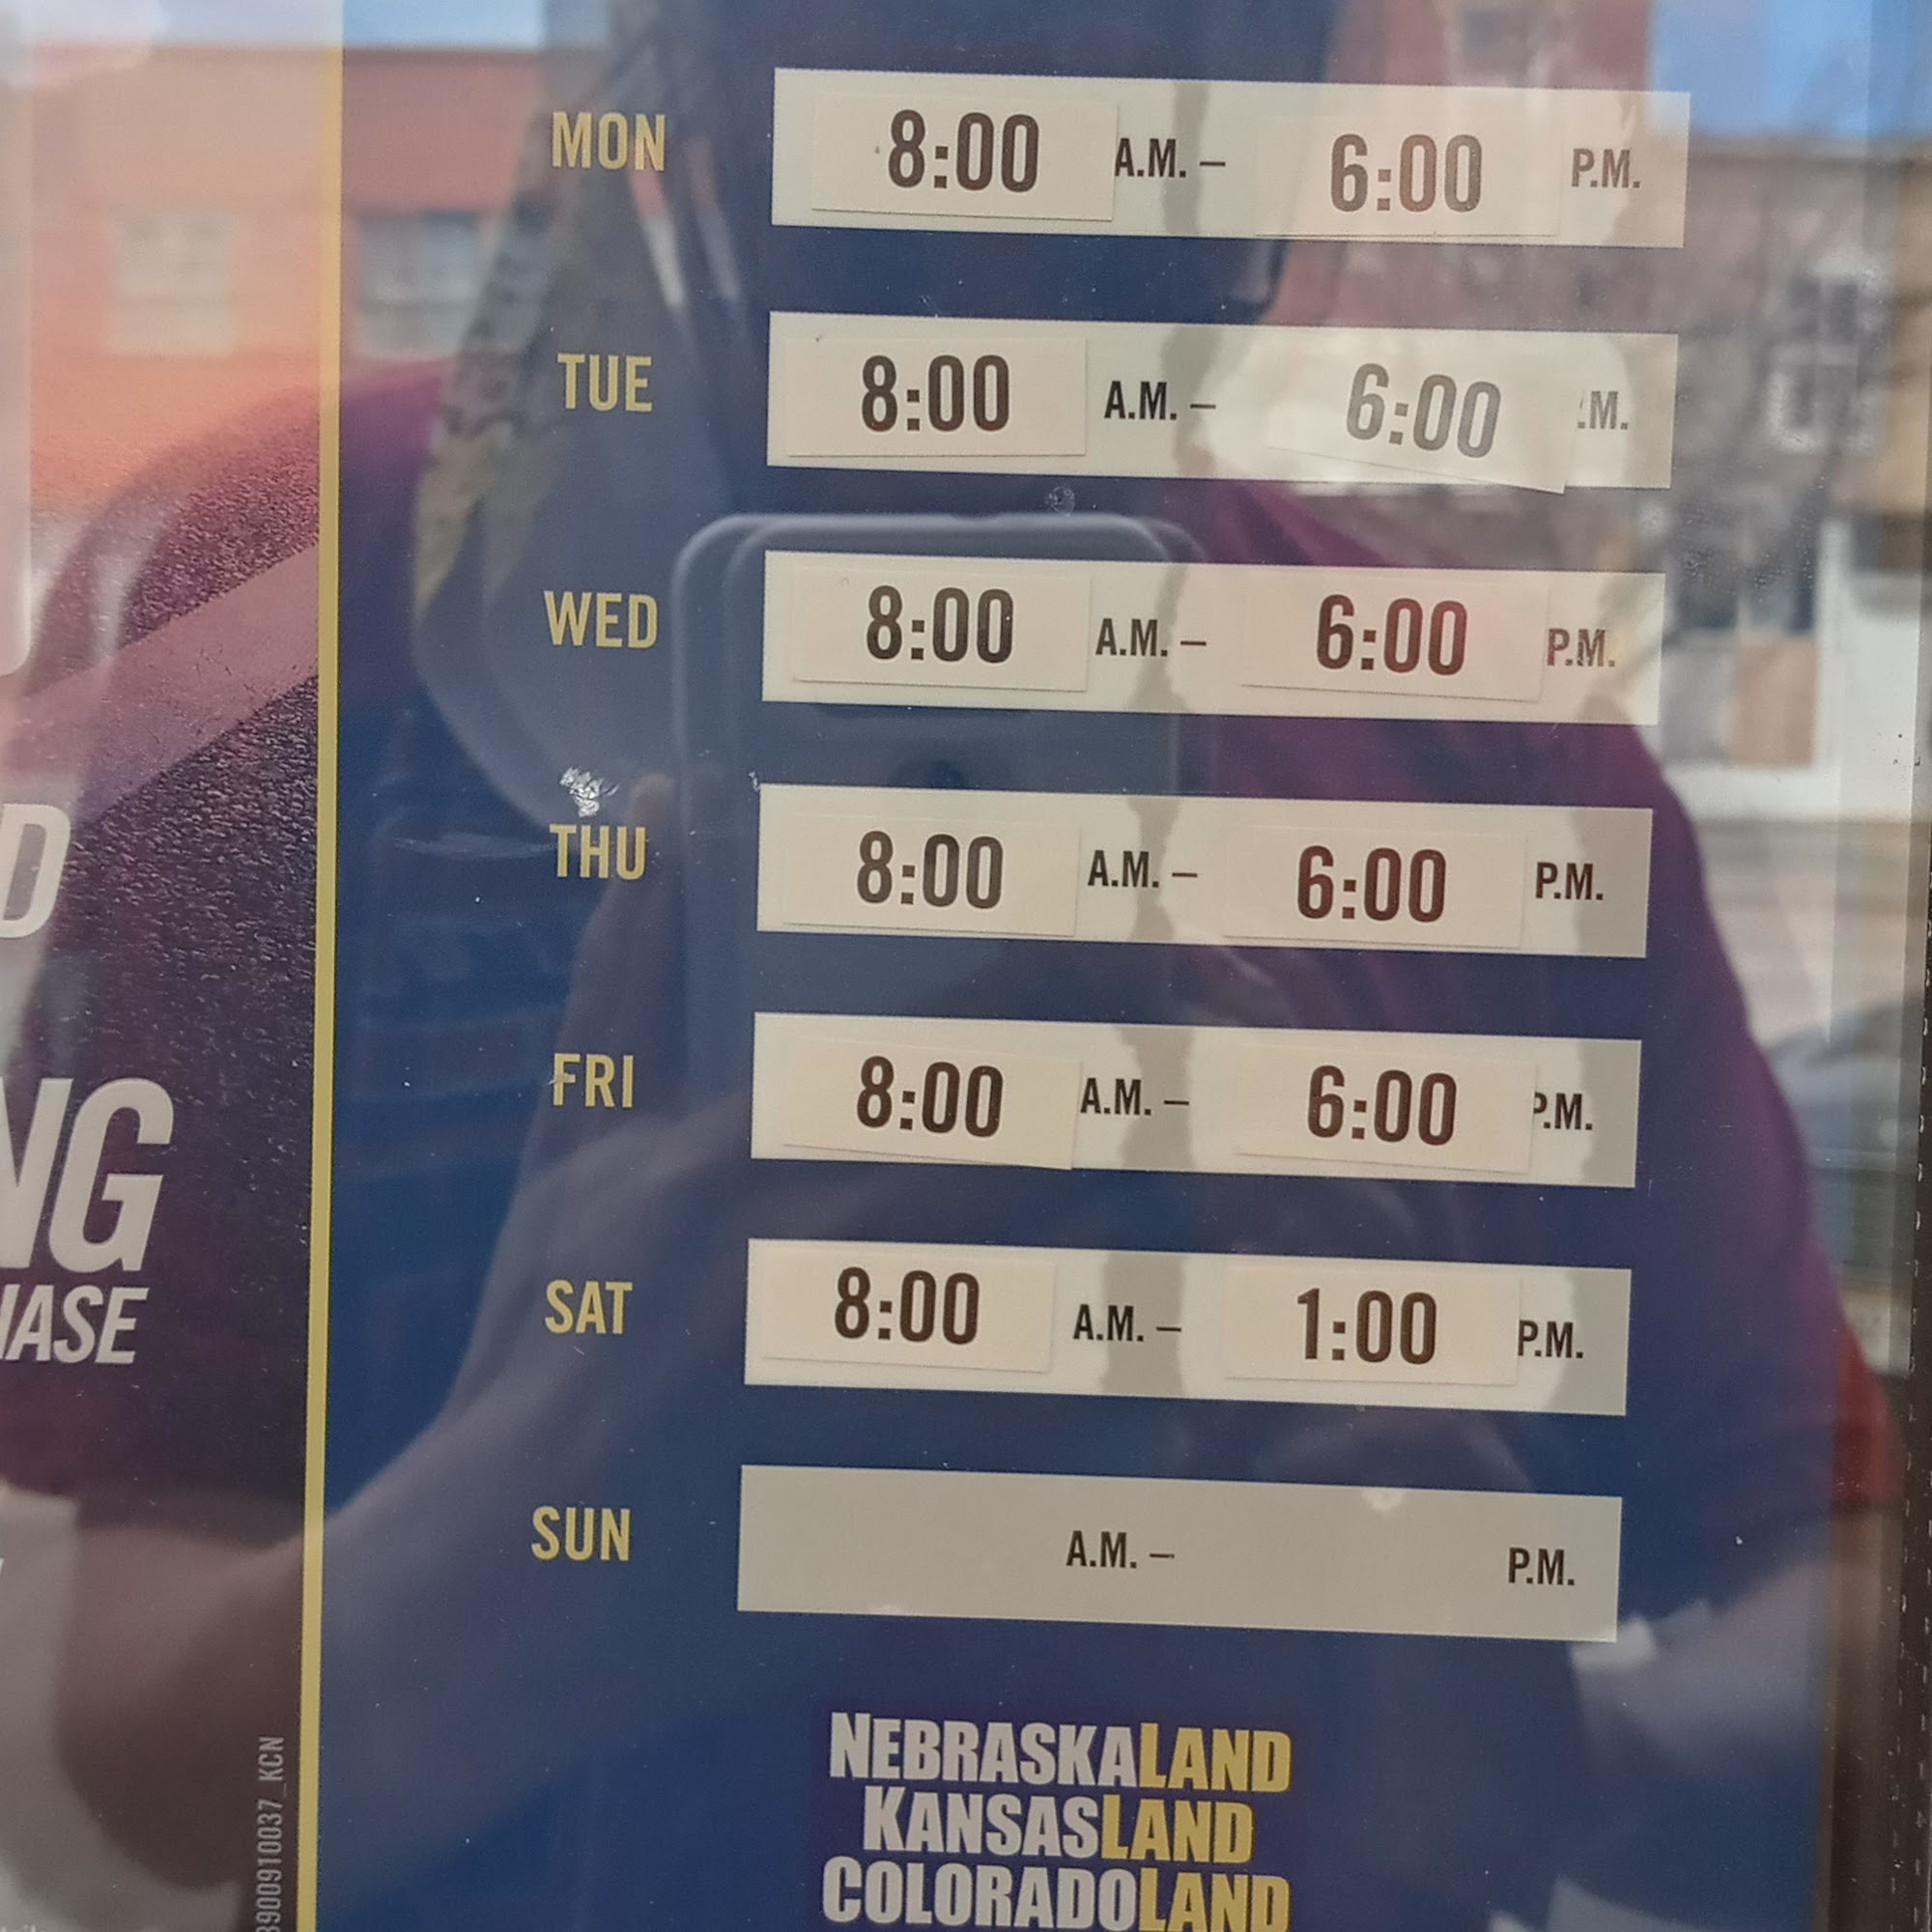 MON 8:00 A.M. – 6:00 P.M.
TUE 8:00 A.M. – 6:00 .M.
WED 8:00 A.M. – 6:00 P.M.
THU 8:00 A.M. – 6:00 P.M.
FRI 8:00 A.M. – 6:00 P.M.
SAT 8:00 A.M. – 1:00 P.M.
SUN A.M. – P.M.
NEBRASKALAND
KANSASLAND
COLORADOLAND
D
NG
HASE